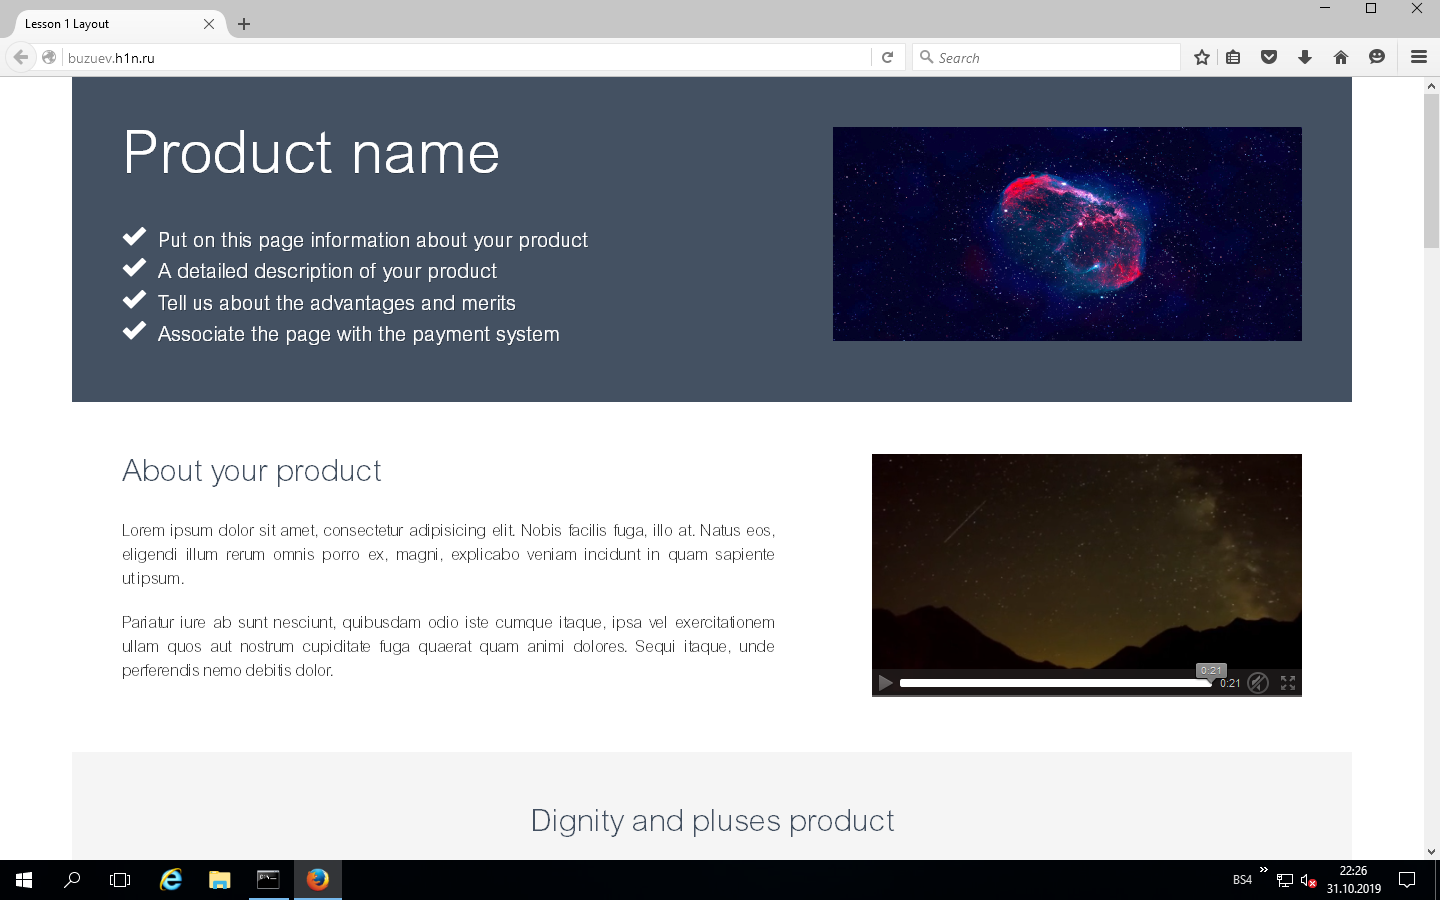 Lesson 1 Layout
buzuev.h1n.ru
Search
Product name
Put on this page information about your product
A detailed description of your product
Tell us about the advantages and merits
Associate the page with the payment system
About your product
Lorem ipsum dolor sit amet, consectetur adipisicing elit. Nobis facilis fuga, illo at. Natus eos,
eligendi illum rerum omnis porro ex, magni, explicabo veniam incidunt in quam sapiente
ut ipsum.
Pariatur iure ab sunt nesciunt, quibusdam odio iste cumque itaque, ipsa vel exercitationem
ullam quos aut nostrum cupiditate fuga quaerat quam animi dolores. Sequi itaque, unde
perferendis nemo debitis dolor.
0:21
0:21
Dignity and pluses product
BS4
22:26
31.10.2019